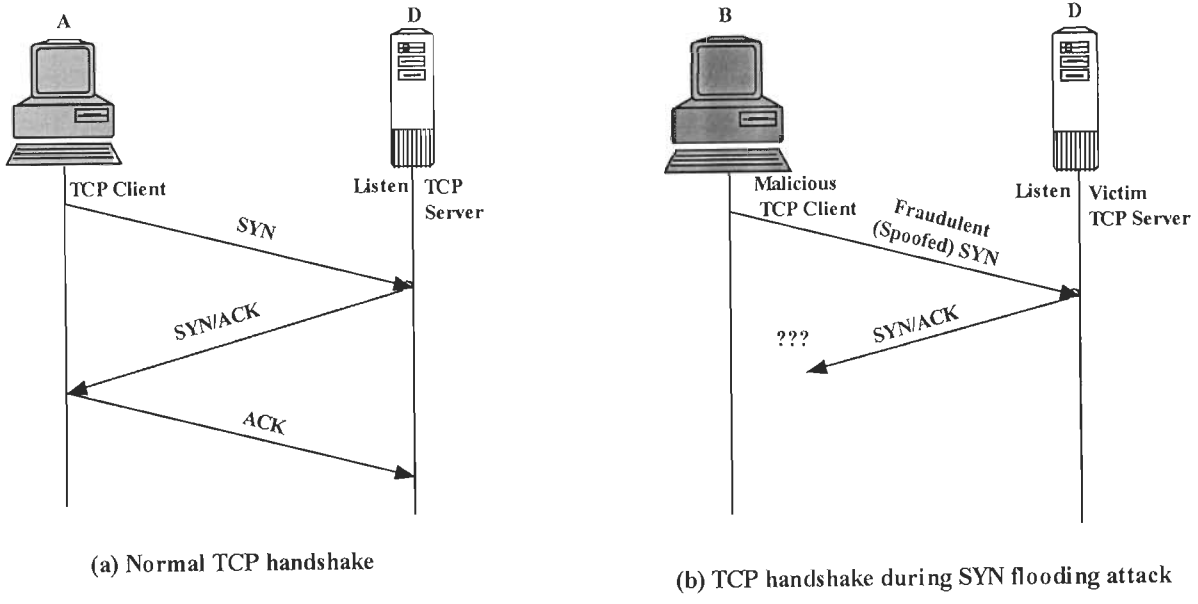 A
D
TCP Client
Listen
TCP
Server
SYN
SYN/ACK
ACK
(a) Normal TCP handshake
B
D
Malicious
TCP Client
Listen
Victim
TCP Server
Fraudulent
(Spoofed) SYN
SYN/ACK
???
(b) TCP handshake during SYN flooding attack